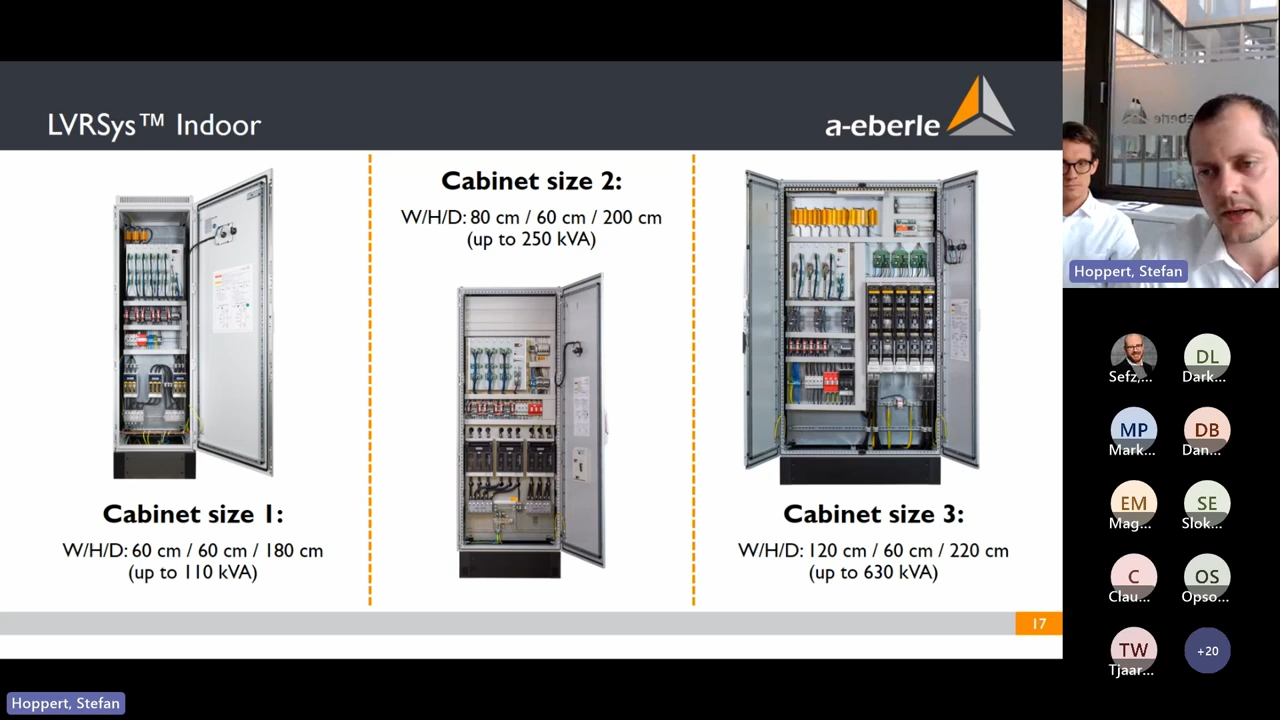 LVRSys™ Indoor
a-eberle
Cabinet size 1:
W/H/D: 60 cm / 60 cm / 180 cm
(up to 110 kVA)
Cabinet size 2:
W/H/D: 80 cm / 60 cm / 200 cm
(up to 250 kVA)
Cabinet size 3:
W/H/D: 120 cm / 60 cm / 220 cm
(up to 630 kVA)
17
Hoppert, Stefan
Hoppert, Stefan
Sefz,...
DL
Dark...
MP
Mark...
DB
Dan...
EM
Mag...
SE
Slok...
C
Clau...
OS
Opso...
TW
Tjaar...
+20